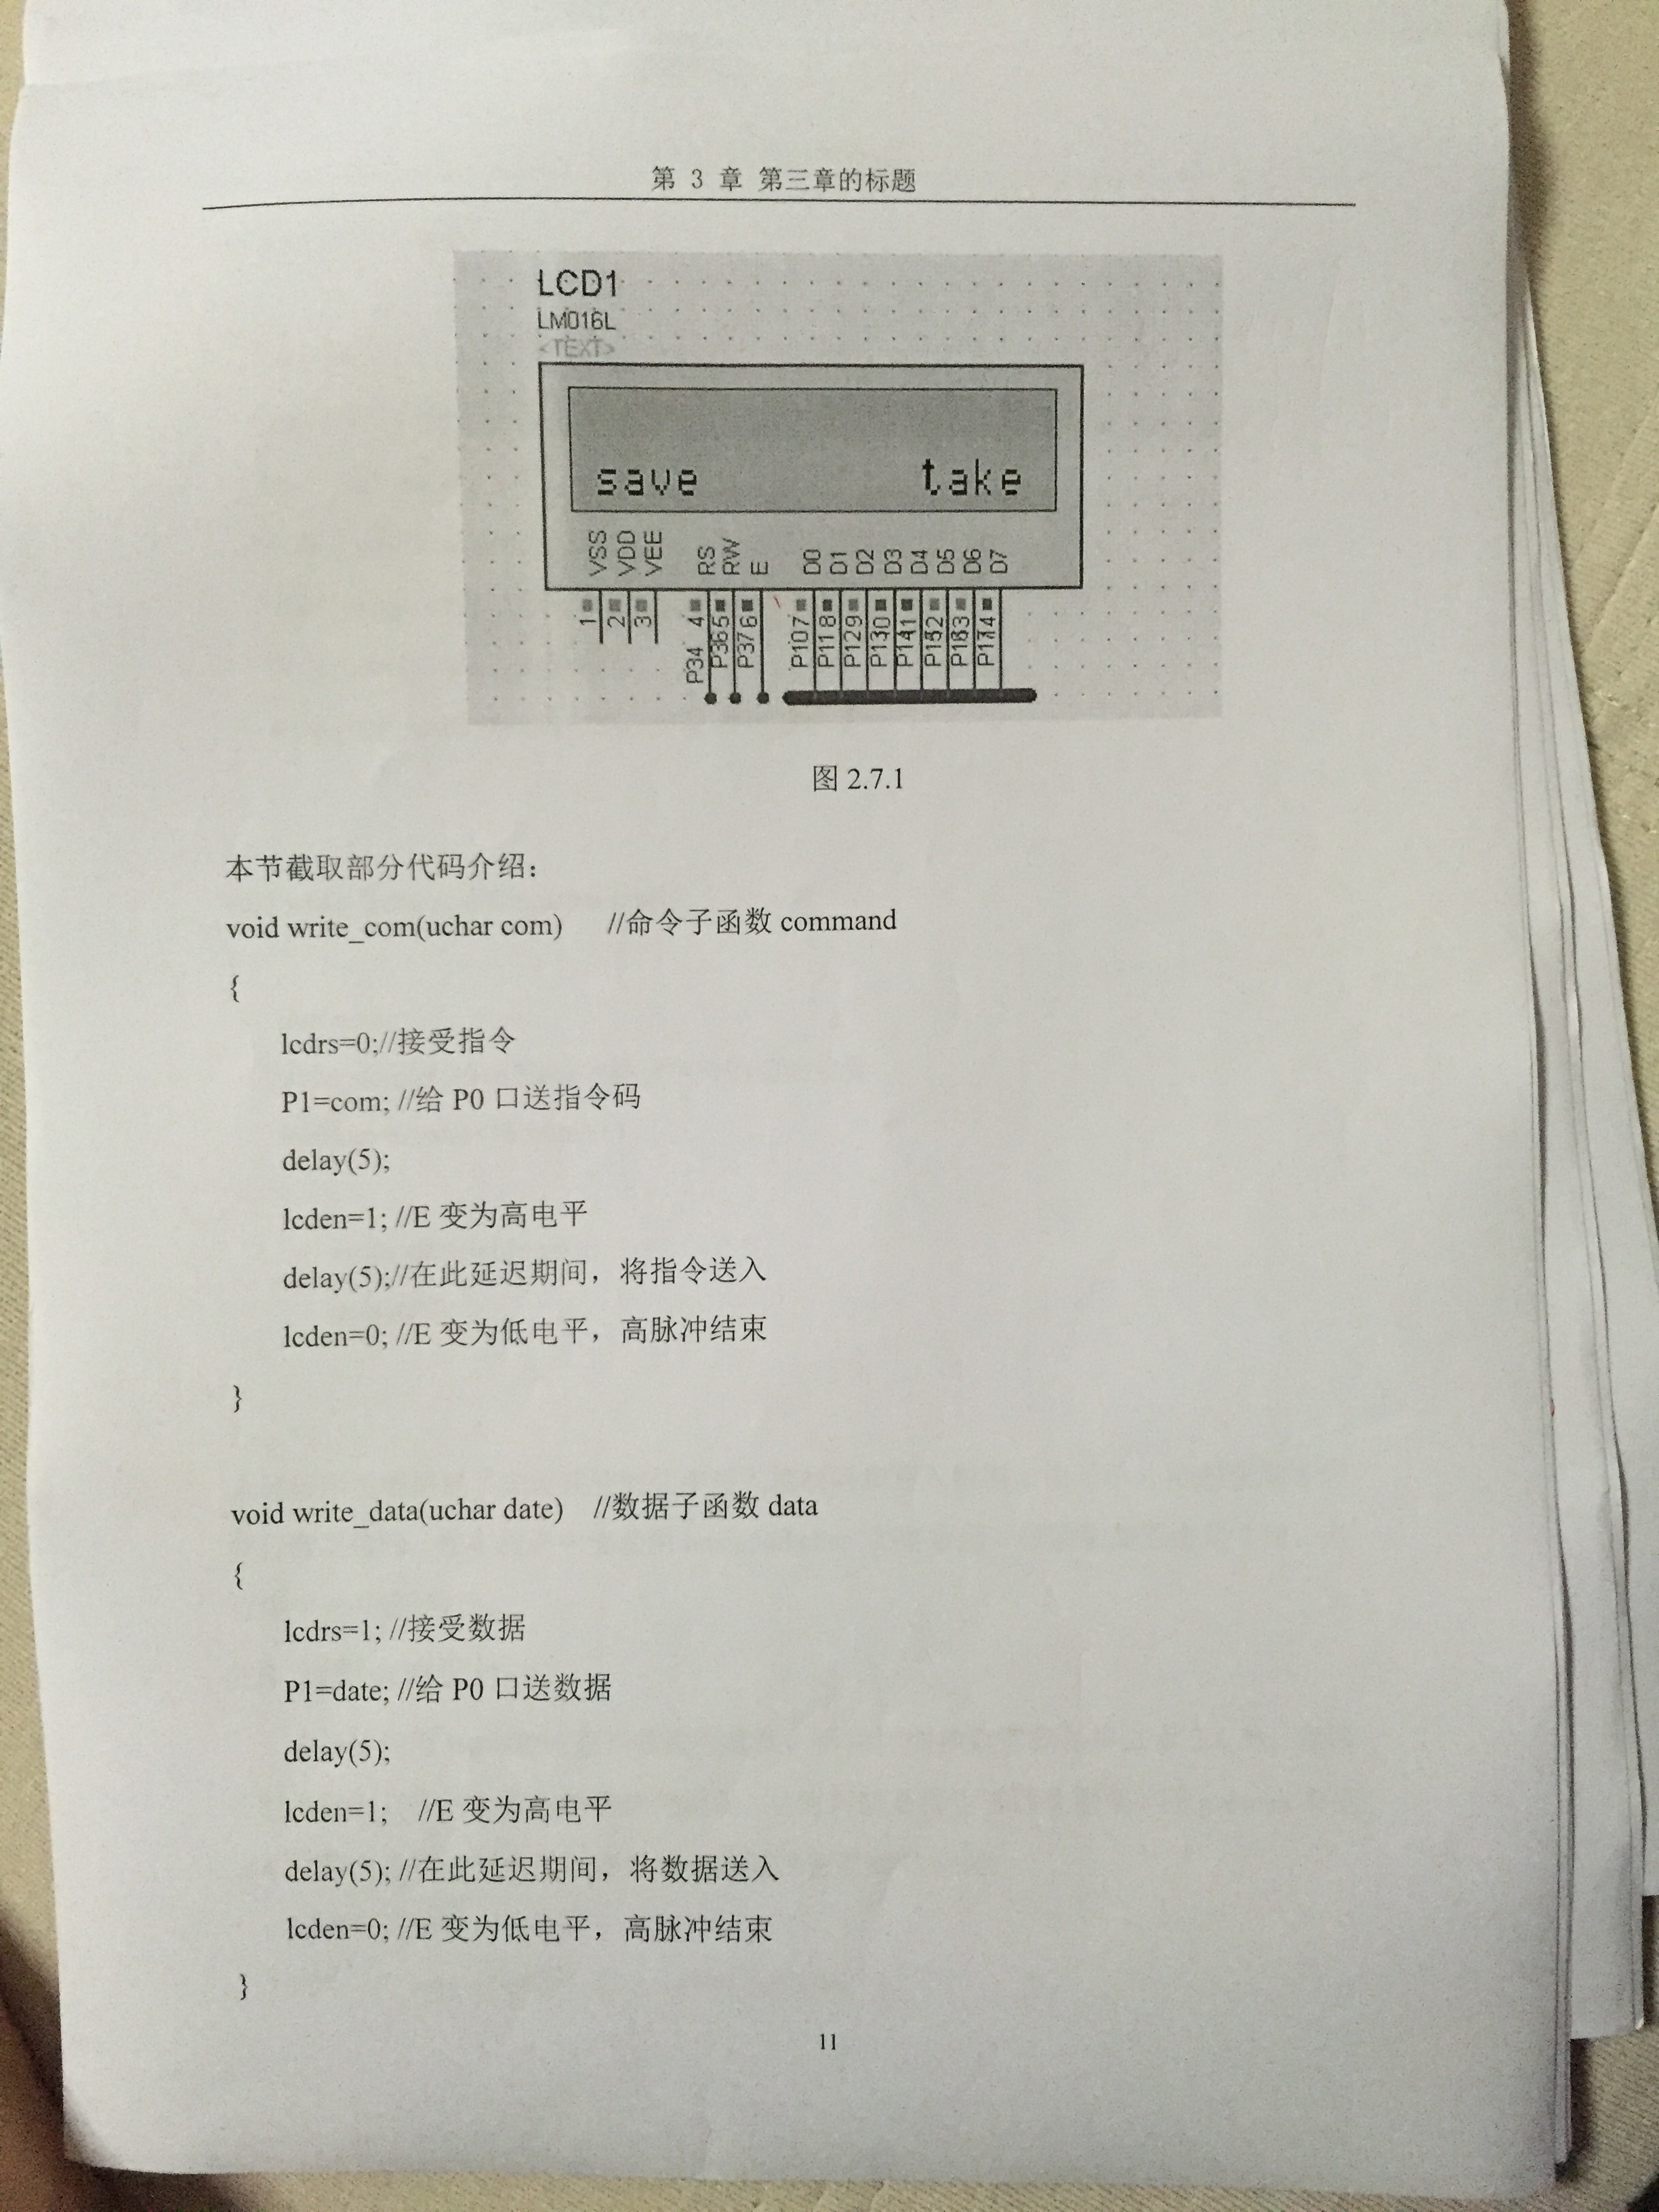 第 3 章 第三章的标题
LCD1
LM016L
<TEXT>
save take
VSS VDD VEE RS RW E D0 D1 D2 D3 D4 D5 D6 D7
1 2 3 4 5 6 7 8 9 10 11 12 13 14
P34 P36 P37 P10 P11 P12 P13 P14 P15 P16 P17
图 2.7.1
本节截取部分代码介绍：
void write_com(uchar com) //命令子函数 command
{
lcdrs=0;//接受指令
P1=com; //给 P0 口送指令码
delay(5);
lcden=1; //E 变为高电平
delay(5);//在此延迟期间，将指令送入
lcden=0; //E 变为低电平，高脉冲结束
}
void write_data(uchar date) //数据子函数 data
{
lcdrs=1; //接受数据
P1=date; //给 P0 口送数据
delay(5);
lcden=1; //E 变为高电平
delay(5); //在此延迟期间，将数据送入
lcden=0; //E 变为低电平，高脉冲结束
}
11